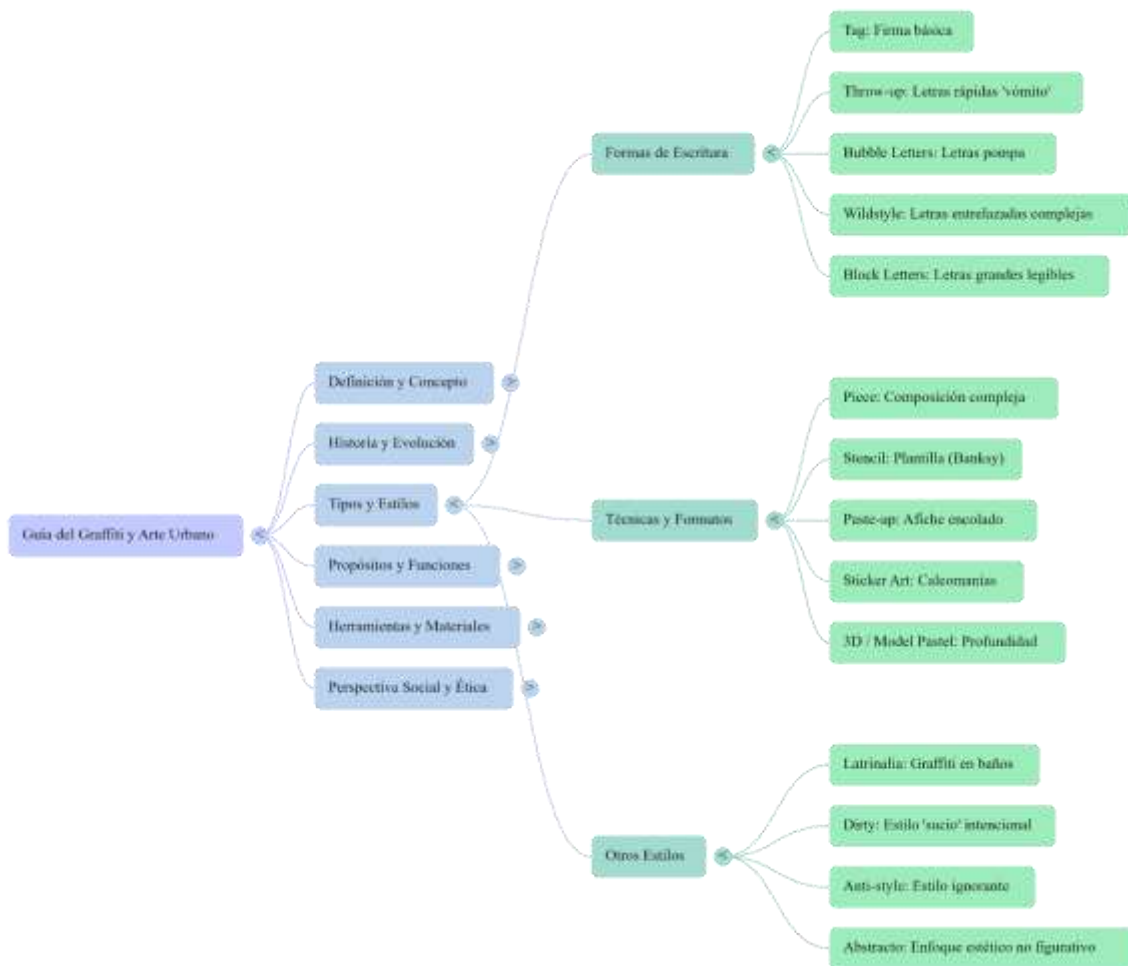 Guía del Graffiti y Arte Urbano
Definición y Concepto
Historia y Evolución
Tipos y Estilos
Propósitos y Funciones
Herramientas y Materiales
Perspectiva Social y Ética
Formas de Escritura
Tag: Firma básica
Throw-up: Letras rápidas 'vómito'
Bubble Letters: Letras pompa
Wildstyle: Letras entrelazadas complejas
Block Letters: Letras grandes legibles
Técnicas y Formatos
Piece: Composición compleja
Stencil: Plantilla (Banksy)
Paste-up: Afiche encolado
Sticker Art: Calcomanías
3D / Model Pastel: Profundidad
Otros Estilos
Latrinalia: Graffiti en baños
Dirty: Estilo 'sucio' intencional
Anti-style: Estilo ignorante
Abstracto: Enfoque estético no figurativo